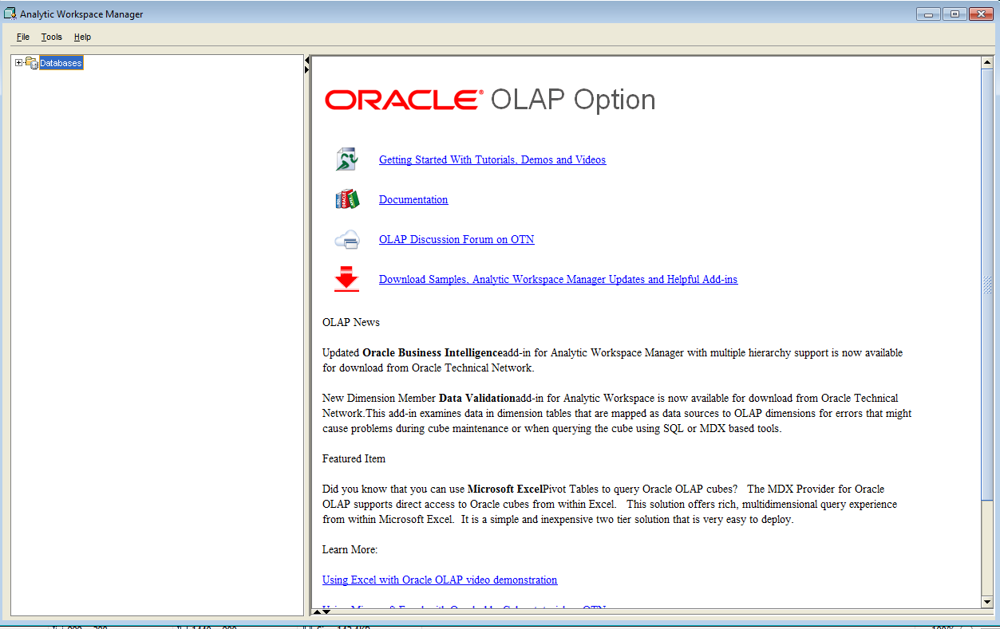 Analytic Workspace Manager
File Tools Help
Databases
ORACLE® OLAP Option
Getting Started With Tutorials, Demos and Videos
Documentation
OLAP Discussion Forum on OTN
Download Samples, Analytic Workspace Manager Updates and Helpful Add-ins
OLAP News
Updated Oracle Business Intelligenceadd-in for Analytic Workspace Manager with multiple hierarchy support is now available
for download from Oracle Technical Network.
New Dimension Member Data Validationadd-in for Analytic Workspace is now available for download from Oracle Technical
Network.This add-in examines data in dimension tables that are mapped as data sources to OLAP dimensions for errors that might
cause problems during cube maintenance or when querying the cube using SQL or MDX based tools.
Featured Item
Did you know that you can use Microsoft ExcelPivot Tables to query Oracle OLAP cubes? The MDX Provider for Oracle
OLAP supports direct access to Oracle cubes from within Excel. This solution offers rich, multidimensional query experience
from within Microsoft Excel. It is a simple and inexpensive two tier solution that is very easy to deploy.
Learn More:
Using Excel with Oracle OLAP video demonstration